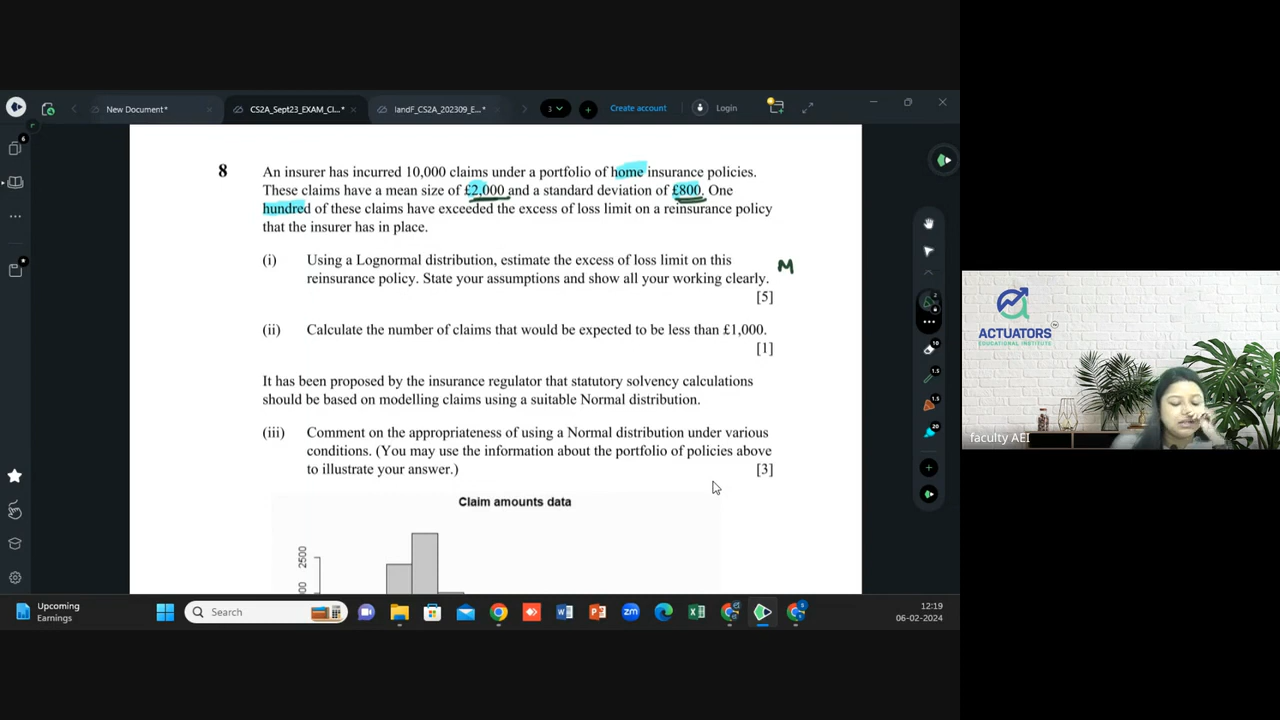 New Document*
CS2A_Sept23_EXAM_Cl...*
IandF_CS2A_202309_E...*
3
Create account
Login
8
An insurer has incurred 10,000 claims under a portfolio of home insurance policies.
These claims have a mean size of £2,000 and a standard deviation of £800. One
hundred of these claims have exceeded the excess of loss limit on a reinsurance policy
that the insurer has in place.
(i) Using a Lognormal distribution, estimate the excess of loss limit on this
reinsurance policy. State your assumptions and show all your working clearly.
M
[5]
(ii) Calculate the number of claims that would be expected to be less than £1,000.
[1]
It has been proposed by the insurance regulator that statutory solvency calculations
should be based on modelling claims using a suitable Normal distribution.
(iii) Comment on the appropriateness of using a Normal distribution under various
conditions. (You may use the information about the portfolio of policies above
to illustrate your answer.) [3]
Claim amounts data
2500
ACTUATORS
EDUCATIONAL INSTITUTE
faculty AEI
Upcoming
Earnings
Search
12:19
06-02-2024